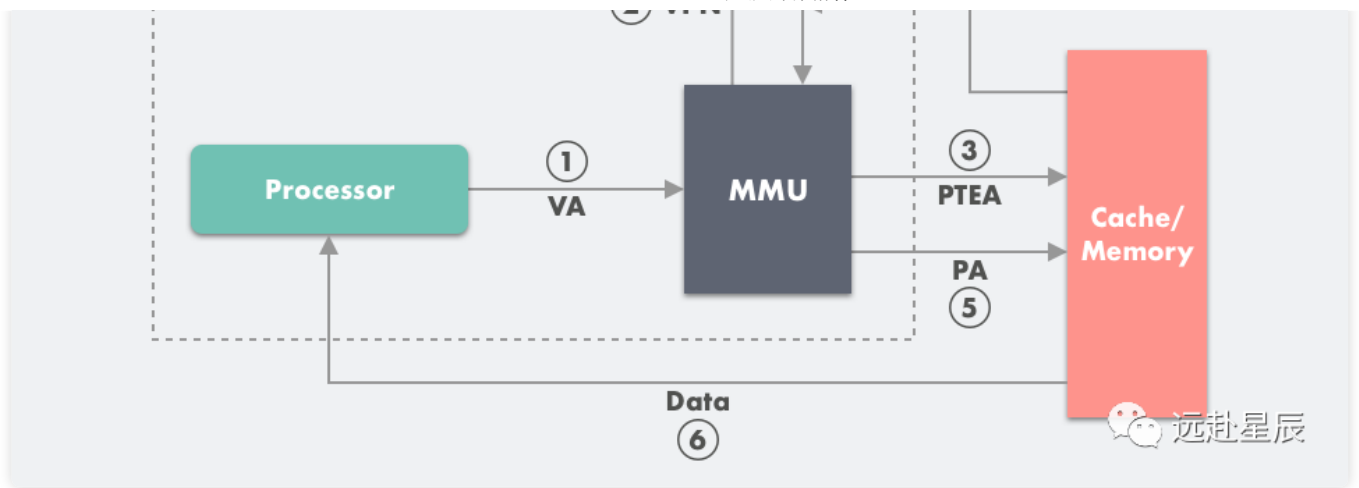 ①
VA
Processor
MMU
③
PTEA
Cache/
Memory
PA
⑤
Data
⑥
远赴星辰